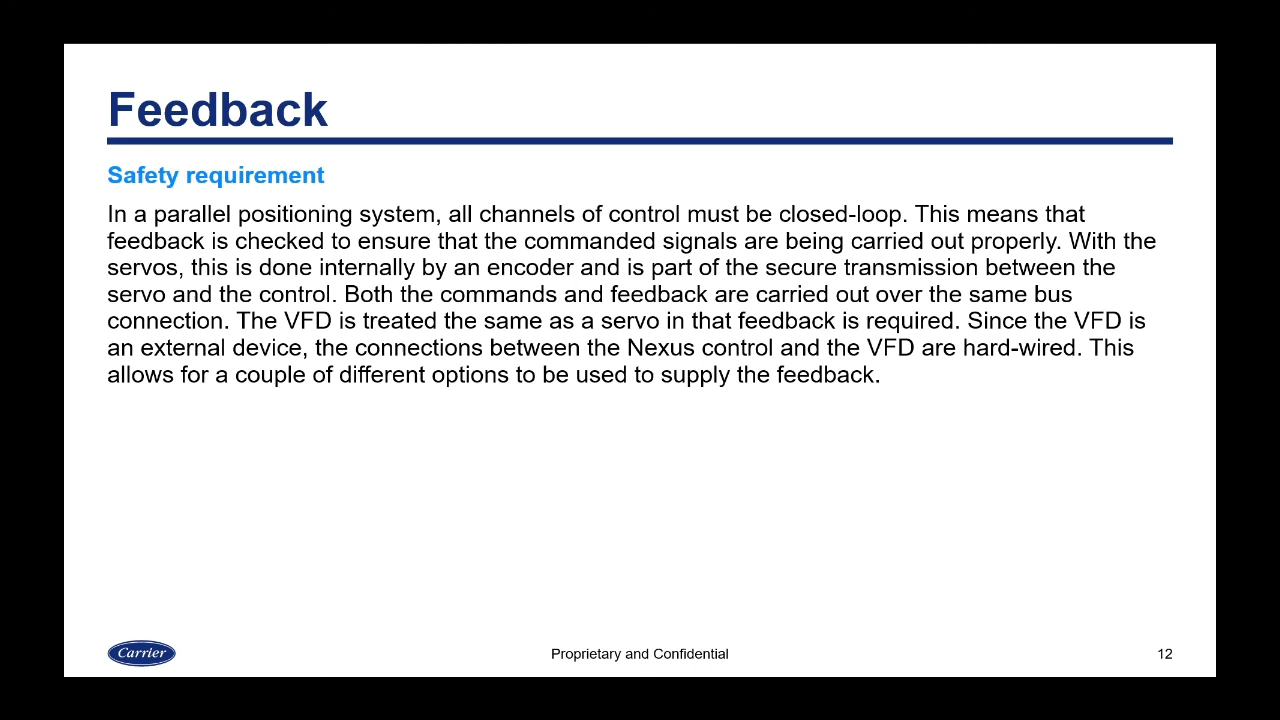 Feedback
Safety requirement
In a parallel positioning system, all channels of control must be closed-loop. This means that
feedback is checked to ensure that the commanded signals are being carried out properly. With the
servos, this is done internally by an encoder and is part of the secure transmission between the
servo and the control. Both the commands and feedback are carried out over the same bus
connection. The VFD is treated the same as a servo in that feedback is required. Since the VFD is
an external device, the connections between the Nexus control and the VFD are hard-wired. This
allows for a couple of different options to be used to supply the feedback.
Carrier
Proprietary and Confidential
12